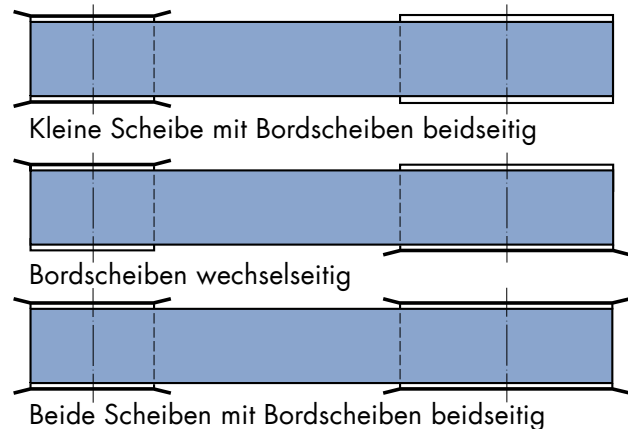 Kleine Scheibe mit Bordscheiben beidseitig
Bordscheiben wechselseitig
Beide Scheiben mit Bordscheiben beidseitig